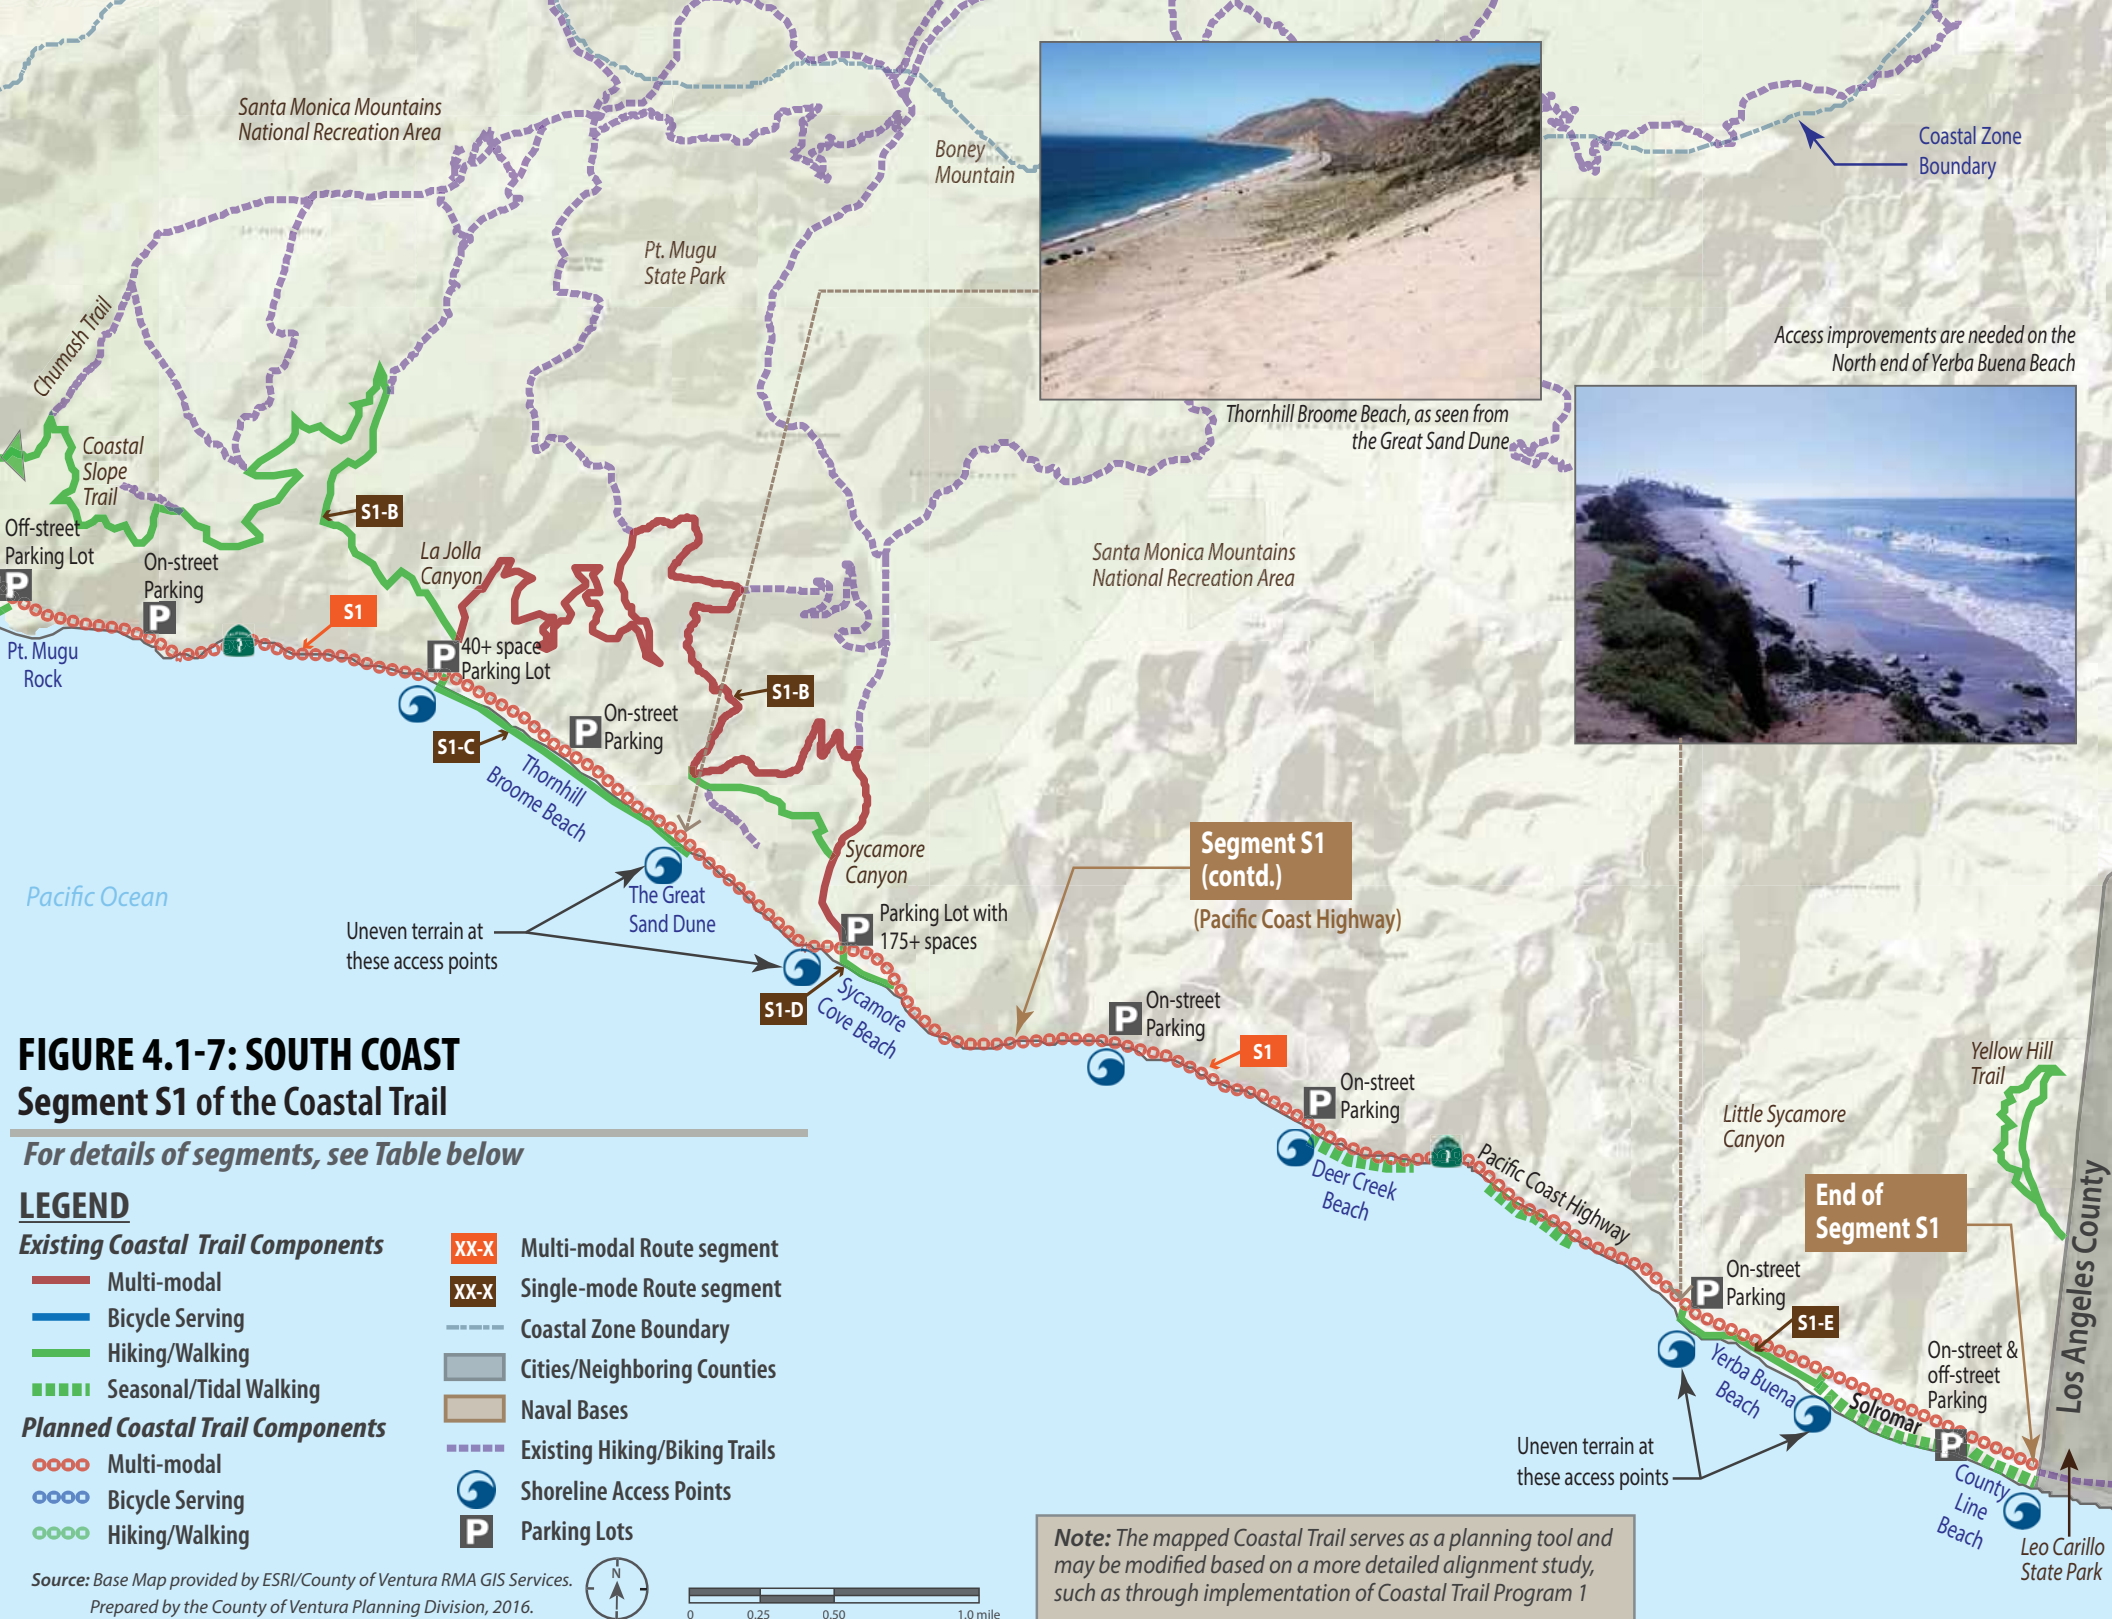 Santa Monica Mountains
National Recreation Area
Boney
Mountain
Coastal Zone
Boundary
Pt. Mugu
State Park
Chumash Trail
Access improvements are needed on the
North end of Yerba Buena Beach
Thornhill Broome Beach, as seen from
the Great Sand Dune
Coastal
Slope
Trail
S1-B
Off-street
Parking Lot
P
On-street
Parking
P
La Jolla
Canyon
Santa Monica Mountains
National Recreation Area
S1
Pt. Mugu
Rock
1
P
40+ space
Parking Lot
S1-B
P
On-street
Parking
S1-C
Thornhill
Broome Beach
Sycamore
Canyon
Segment S1
(contd.)
(Pacific Coast Highway)
Pacific Ocean
The Great
Sand Dune
Uneven terrain at
these access points
P
Parking Lot with
175+ spaces
S1-D
Sycamore
Cove Beach
P
On-street
Parking
S1
P
On-street
Parking
Deer Creek
Beach
1
Pacific Coast Highway
Little Sycamore
Canyon
Yellow Hill
Trail
End of
Segment S1
Los Angeles County
P
On-street
Parking
S1-E
Yerba Buena
Beach
Solromar
On-street &
off-street
Parking
P
Uneven terrain at
these access points
County
Line
Beach
Leo Carillo
State Park
FIGURE 4.1-7: SOUTH COAST
Segment S1 of the Coastal Trail
For details of segments, see Table below
LEGEND
Existing Coastal Trail Components
Multi-modal
Bicycle Serving
Hiking/Walking
Seasonal/Tidal Walking
Planned Coastal Trail Components
Multi-modal
Bicycle Serving
Hiking/Walking
XX-X Multi-modal Route segment
XX-X Single-mode Route segment
Coastal Zone Boundary
Cities/Neighboring Counties
Naval Bases
Existing Hiking/Biking Trails
Shoreline Access Points
P Parking Lots
Source: Base Map provided by ESRI/County of Ventura RMA GIS Services.
Prepared by the County of Ventura Planning Division, 2016.
N
0 0.25 0.50 1.0 mile
Note: The mapped Coastal Trail serves as a planning tool and
may be modified based on a more detailed alignment study,
such as through implementation of Coastal Trail Program 1